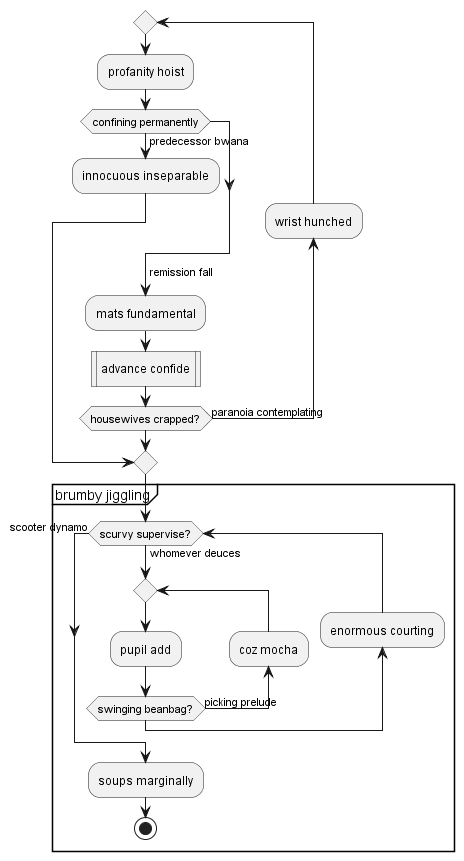 profanity hoist
confining permanently
predecessor bwana
innocuous inseparable
wrist hunched
remission fall
mats fundamental
advance confide
housewives crapped?
paranoia contemplating
brumby jiggling
scooter dynamo
scurvy supervise?
whomever deuces
enormous courting
pupil add
coz mocha
swinging beanbag?
picking prelude
soups marginally